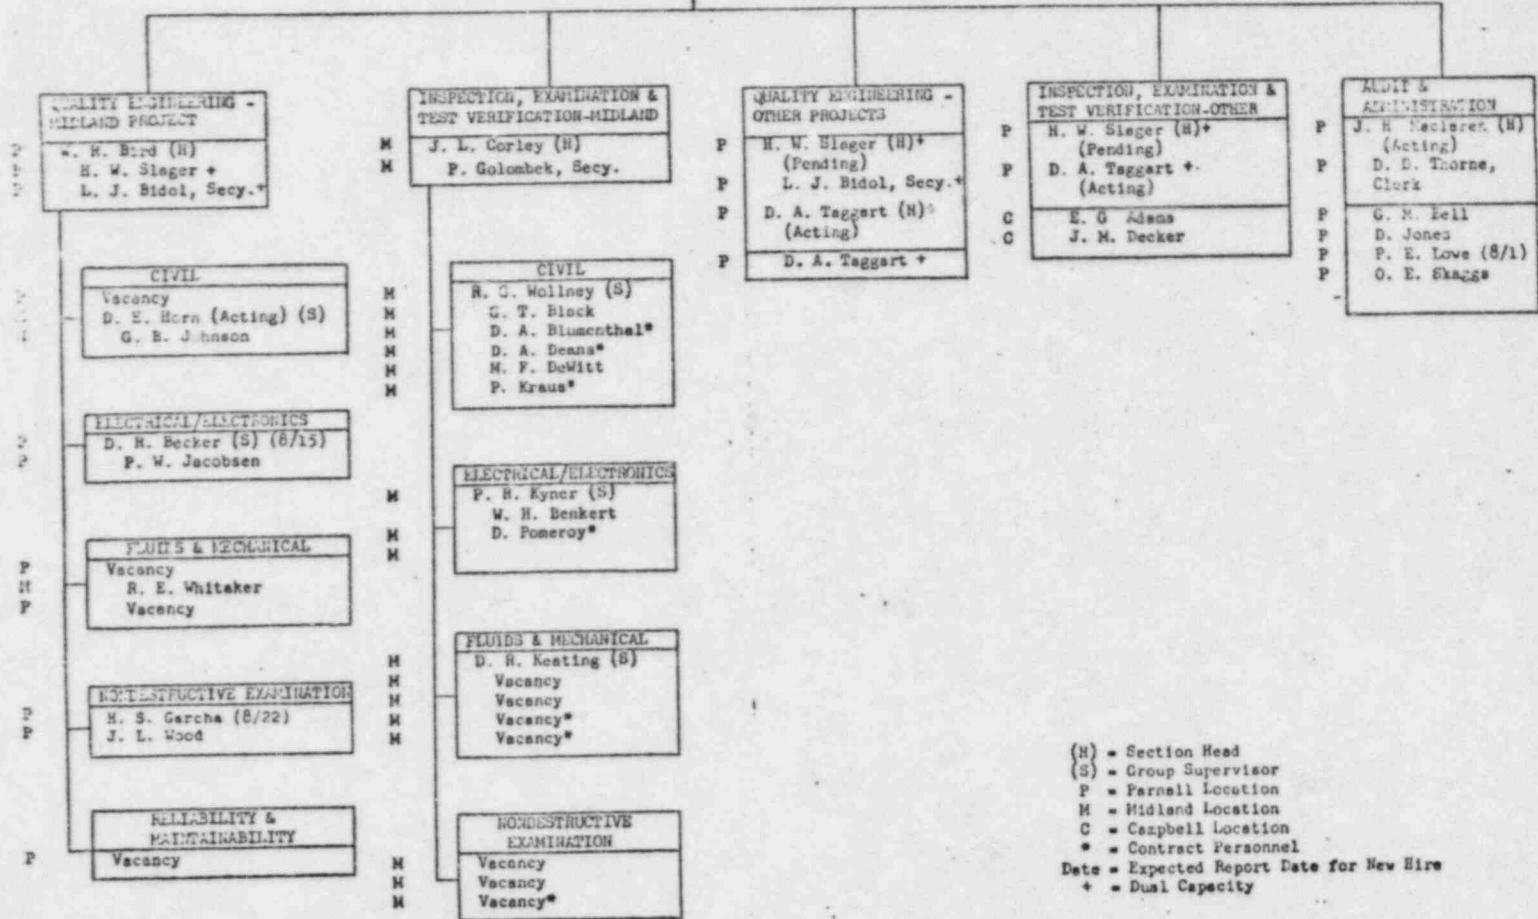 QUALITY ENGINEERING -
MIDLAND PROJECT
P W. R. Bird (H)
P H. W. Slager +
P L. J. Bidol, Secy.+
CIVIL
Vacancy
D. E. Horn (Acting) (S)
G. B. Johnson
ELECTRICAL/ELECTRONICS
P D. R. Becker (S) (8/15)
P P. W. Jacobsen
FLUIDS & MECHANICAL
P Vacancy
M R. E. Whitaker
P Vacancy
NONDESTRUCTIVE EXAMINATION
P H. S. Garcha (8/22)
P J. L. Wood
RELIABILITY &
MAINTAINABILITY
P Vacancy
INSPECTION, EXAMINATION &
TEST VERIFICATION-MIDLAND
M J. L. Corley (H)
M P. Golombek, Secy.
CIVIL
M R. G. Wollney (S)
M G. T. Black
M D. A. Blumenthal*
M D. A. Deans*
M M. F. DeWitt
M P. Kraus*
ELECTRICAL/ELECTRONICS
M P. R. Kyner (S)
W. H. Benkert
M D. Pomeroy*
M
FLUIDS & MECHANICAL
M D. R. Keating (S)
M Vacancy
M Vacancy
M Vacancy*
M Vacancy*
NONDESTRUCTIVE
EXAMINATION
M Vacancy
M Vacancy
M Vacancy*
QUALITY ENGINEERING -
OTHER PROJECTS
P H. W. Slager (H)+
(Pending)
P L. J. Bidol, Secy.+
P D. A. Taggart (H)+
(Acting)
P D. A. Taggart +
INSPECTION, EXAMINATION &
TEST VERIFICATION-OTHER
P H. W. Slager (H)+
(Pending)
P D. A. Taggart +
(Acting)
C E. G Adams
C J. M. Decker
AUDIT &
ADMINISTRATION
P J. H Maclaren (H)
(Acting)
P D. D. Thorne,
Clerk
P G. M. Bell
P D. Jones
P P. E. Lowe (8/1)
P O. E. Skaggs
(H) = Section Head
(S) = Group Supervisor
P = Parnall Location
M = Midland Location
C = Campbell Location
* = Contract Personnel
Date = Expected Report Date for New Hire
+ = Dual Capacity